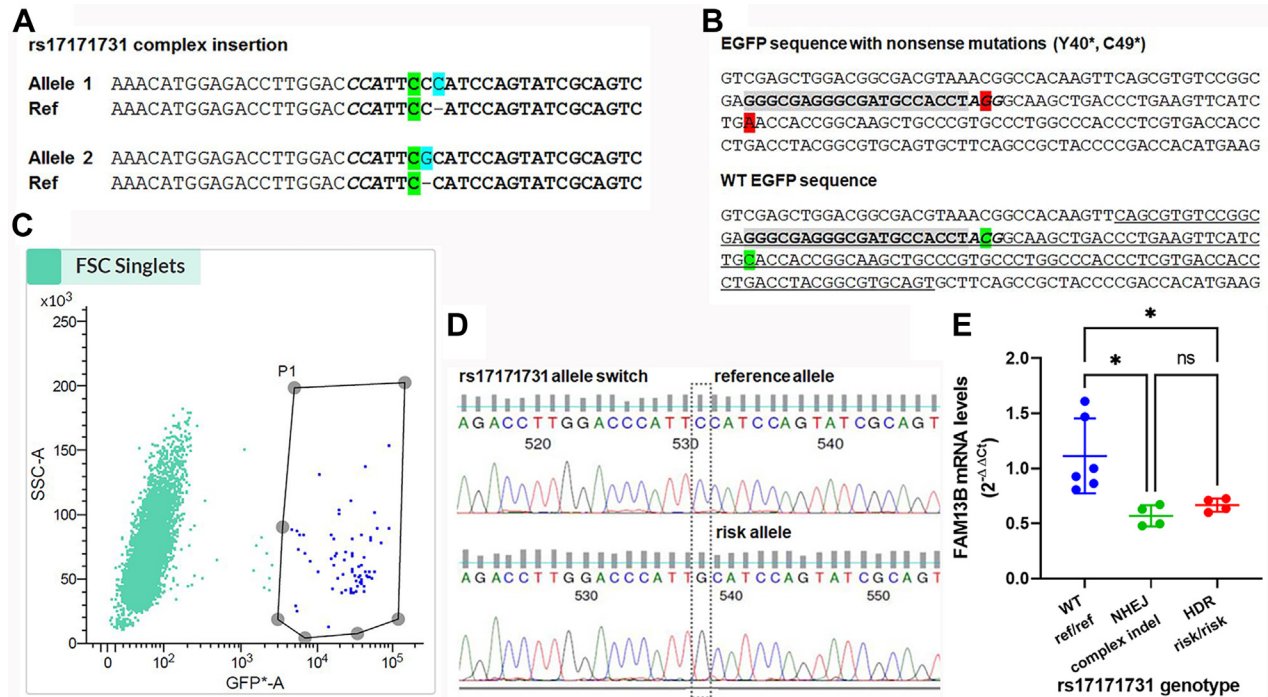 A
rs17171731 complex insertion
Allele 1 AAACATGGAGACCTTGGACCCATTCCCATCCAGTATCGCAGTC
Ref AAACATGGAGACCTTGGACCCATTCC-ATCCAGTATCGCAGTC
Allele 2 AAACATGGAGACCTTGGACCCATTCGCATCCAGTATCGCAGTC
Ref AAACATGGAGACCTTGGACCCATTC-CATCCAGTATCGCAGTC
B
EGFP sequence with nonsense mutations (Y40*, C49*)
GTCGAGCTGGACGGCGACGTAAACGGCCACAAGTTCAGCGTGTCCGGC
GAGGGCGAGGGCGATGCCACCTAGGGCAAGCTGACCCTGAAGTTCATC
TGAACCACCGGCAAGCTGCCCGTGCCCTGGCCCACCCTCGTGACCACC
CTGACCTACGGCGTGCAGTGCTTCAGCCGCTACCCCGACCACATGAAG
WT EGFP sequence
GTCGAGCTGGACGGCGACGTAAACGGCCACAAGTTCAGCGTGTCCGGC
GAGGGCGAGGGCGATGCCACCTACGGCAAGCTGACCCTGAAGTTCATC
TGCACCACCGGCAAGCTGCCCGTGCCCTGGCCCACCCTCGTGACCACC
CTGACCTACGGCGTGCAGTGCTTCAGCCGCTACCCCGACCACATGAAG
C
FSC Singlets
x10³
250
200
150
100
50
0
SSC-A
P1
0 10² 10³ 10⁴ 10⁵
GFP*-A
D
rs17171731 allele switch reference allele
AGACCTTGGACCCATTCCATCCAGTATCGCAGT
520 530 540
risk allele
AGACCTTGGACCCATTGCATCCAGTATCGCAGT
530 540 550
E
FAM13B mRNA levels
(2^-ΔΔCt)
2.0
1.5
1.0
0.5
0.0
*
*
ns
WT
ref/ref
NHEJ
complex indel
HDR
risk/risk
rs17171731 genotype